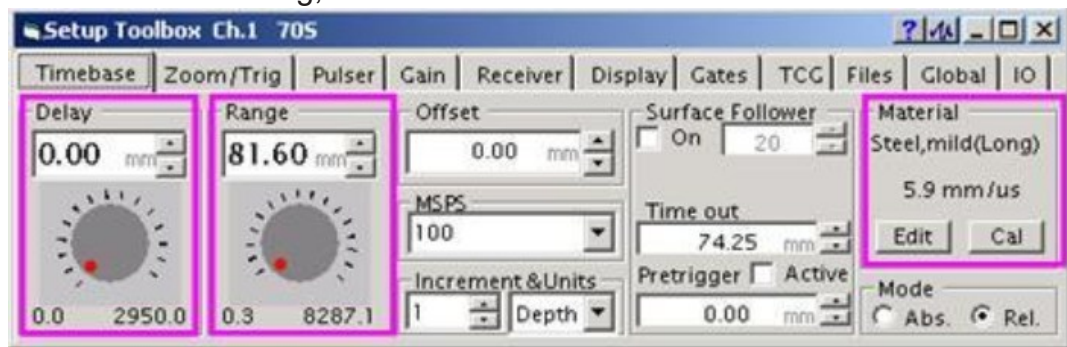 Setup Toolbox Ch.1 705
Timebase Zoom/Trig Pulser Gain Receiver Display Gates TCG Files Global IO
Delay
0.00 mm
0.0 2950.0
Range
81.60 mm
0.3 8287.1
Offset
0.00 mm
MSPS
100
Increment &Units
1 Depth
Surface Follower
On 20
Time out
74.25 mm
Pretrigger Active
0.00 mm
Material
Steel,mild(Long)
5.9 mm/us
Edit Cal
Mode
Abs. Rel.